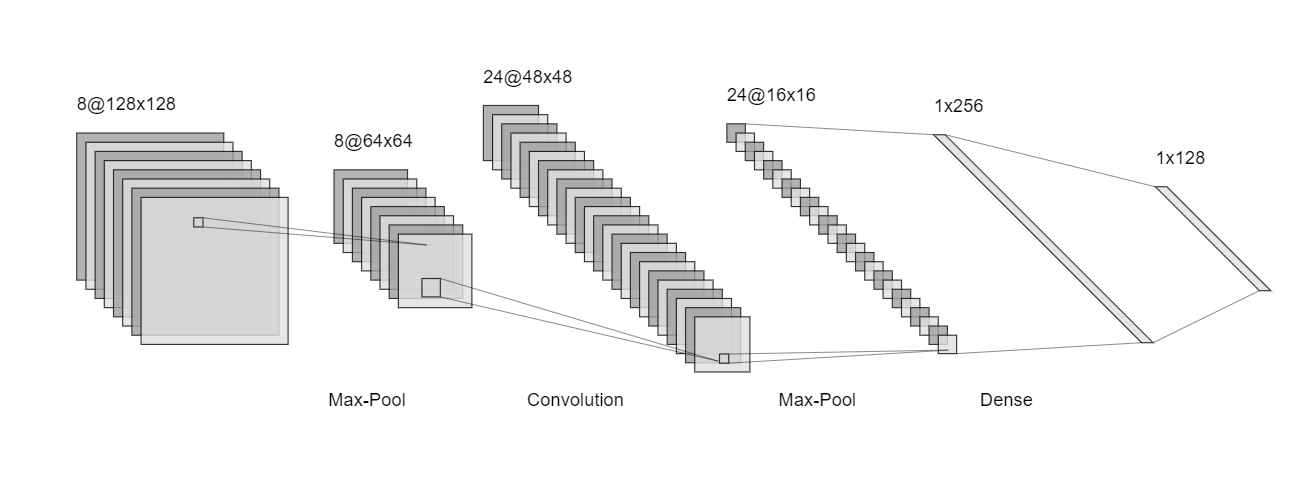 8@128x128
8@64x64
24@48x48
24@16x16
1x256
1x128
Max-Pool
Convolution
Max-Pool
Dense